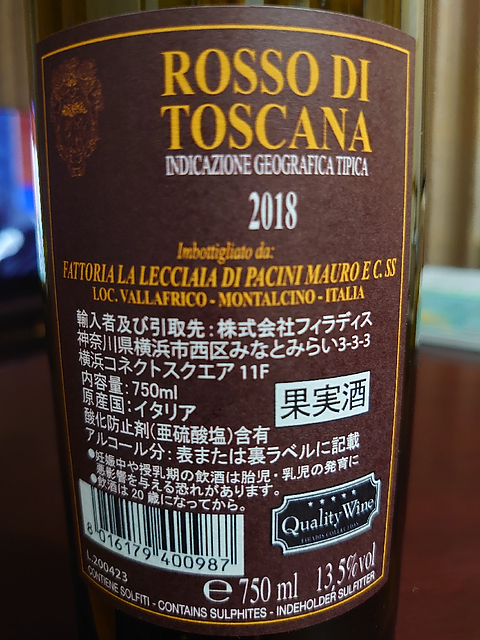 ROSSO DI
TOSCANA
INDICAZIONE GEOGRAFICA TIPICA
2018
Imbottigliato da:
FATTORIA LA LECCIAIA DI PACINI MAURO E C. SS
LOC. VALLAFRICO - MONTALCINO - ITALIA
輸入者及び引取先:株式会社フィラディス
神奈川県横浜市西区みなとみらい3-3-3
横浜コネクトスクエア 11F
内容量:750ml
原産国:イタリア
果実酒
酸化防止剤(亜硫酸塩)含有
アルコール分:表または裏ラベルに記載
●妊娠中や授乳期の飲酒は胎児・乳児の発育に
悪影響を与える恐れがあります。
●飲酒は20歳になってから。
Quality Wine
FIRADIS COLLECTION
8 016179 400987
L.200423
℮ 750 ml 13,5%vol
CONTIENE SOLFITI - CONTAINS SULPHITES - INDEHOLDER SULFITTER